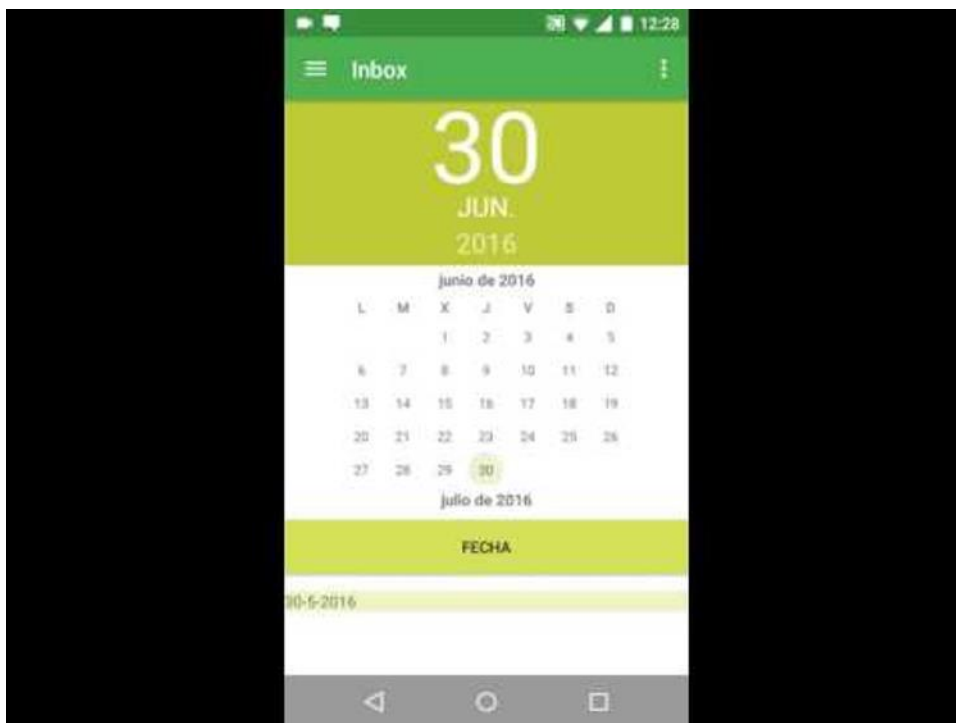 12:28
Inbox
30
JUN.
2016
junio de 2016
L M X J V S D
1 2 3 4 5
6 7 8 9 10 11 12
13 14 15 16 17 18 19
20 21 22 23 24 25 26
27 28 29 30
julio de 2016
FECHA
30-5-2016